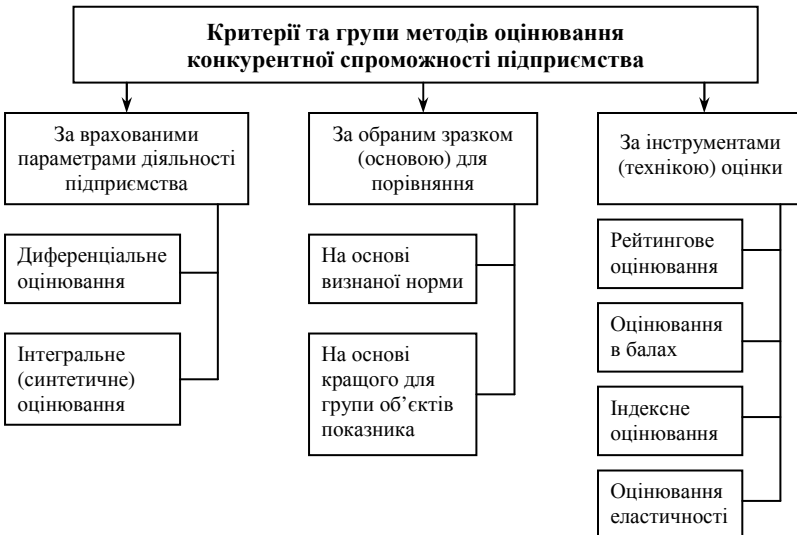 Критерії та групи методів оцінювання
конкурентної спроможності підприємства
За врахованими
параметрами діяльності
підприємства
Диференціальне
оцінювання
Інтегральне
(синтетичне)
оцінювання
За обраним зразком
(основою) для
порівняння
На основі
визнаної норми
На основі
кращого для
групи об’єктів
показника
За інструментами
(технікою) оцінки
Рейтингове
оцінювання
Оцінювання
в балах
Індексне
оцінювання
Оцінювання
еластичності